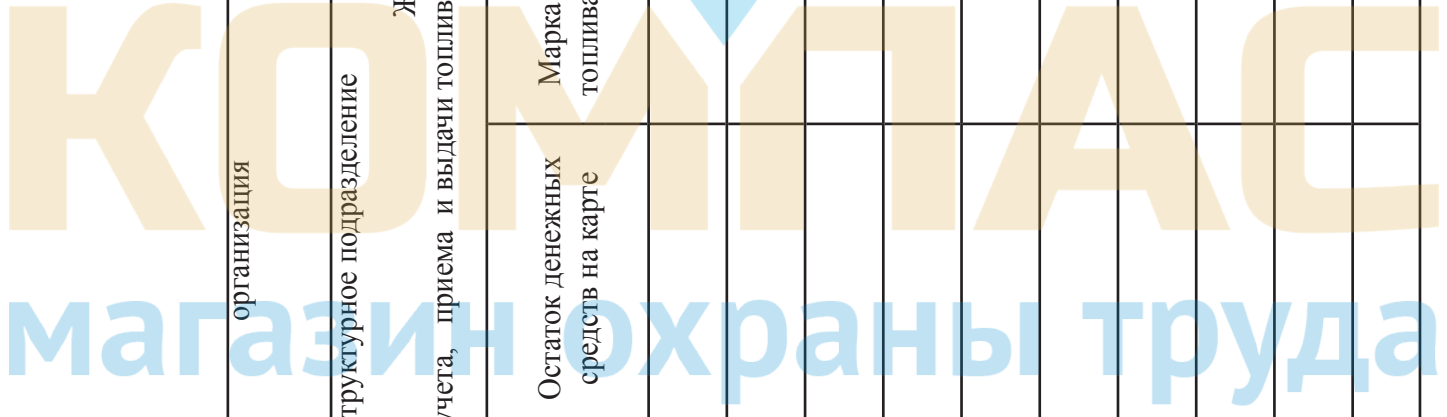 организация
труктурное подразделение
Ж
учета, приема и выдачи топлив
Остаток денежных
средств на карте
Марка
топлива
КОМПАС
магазин охраны труда